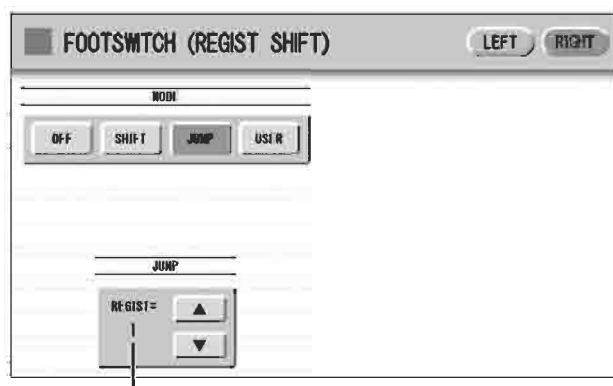 FOOTSWITCH (REGIST SHIFT) LEFT RIGHT
MODE
OFF SHIFT JUMP USER
JUMP
REGIST= ▲
1
▼